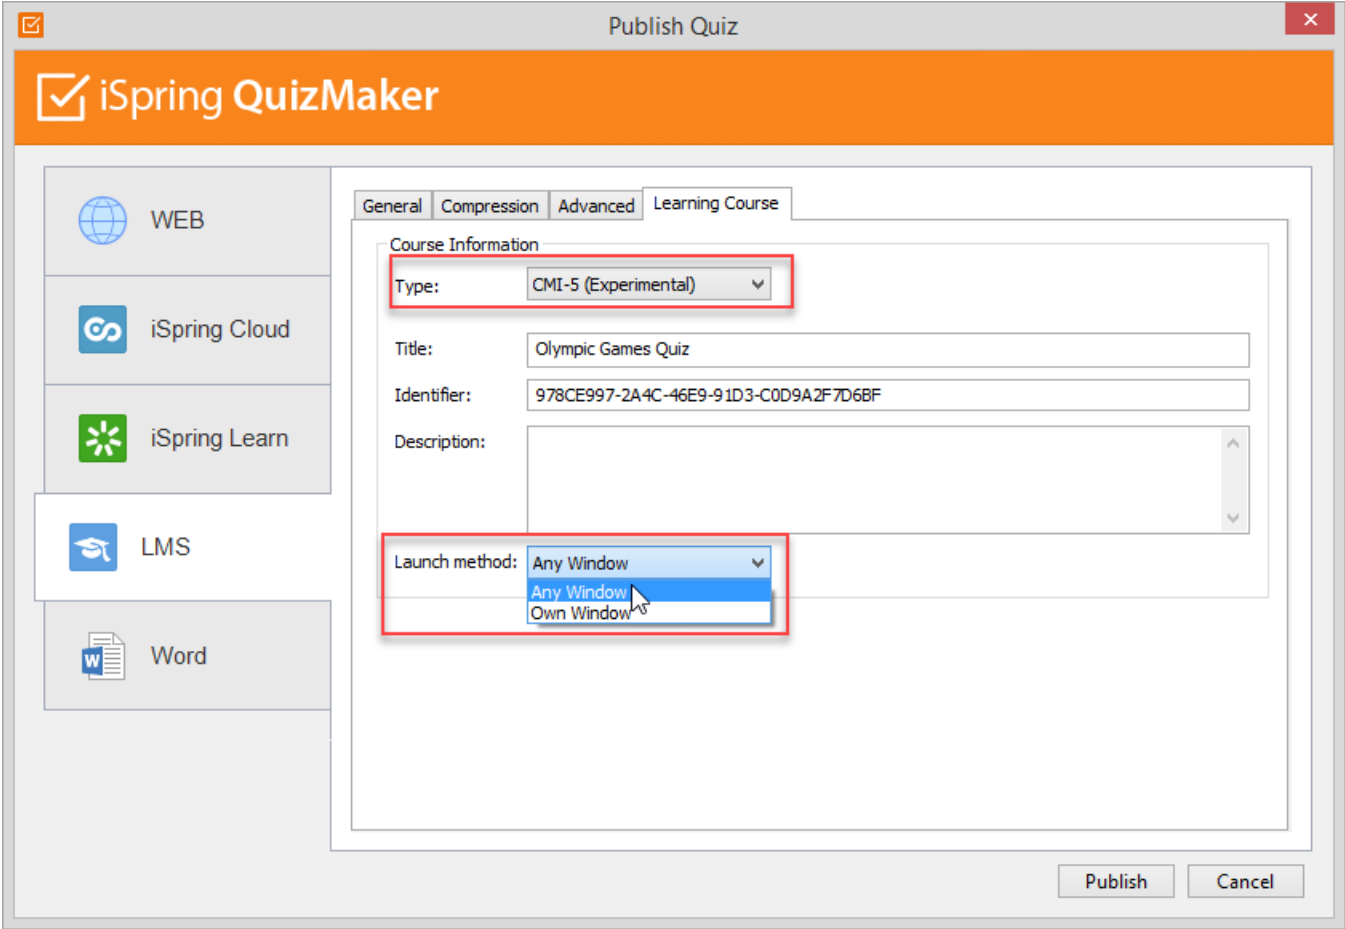 Publish Quiz
iSpring QuizMaker
WEB
iSpring Cloud
iSpring Learn
LMS
W
Word
General Compression Advanced Learning Course
Course Information
Type: CMI-5 (Experimental)
Title: Olympic Games Quiz
Identifier: 978CE997-2A4C-46E9-91D3-C0D9A2F7D6BF
Description:
Launch method: Any Window
Any Window
Own Window
Publish Cancel